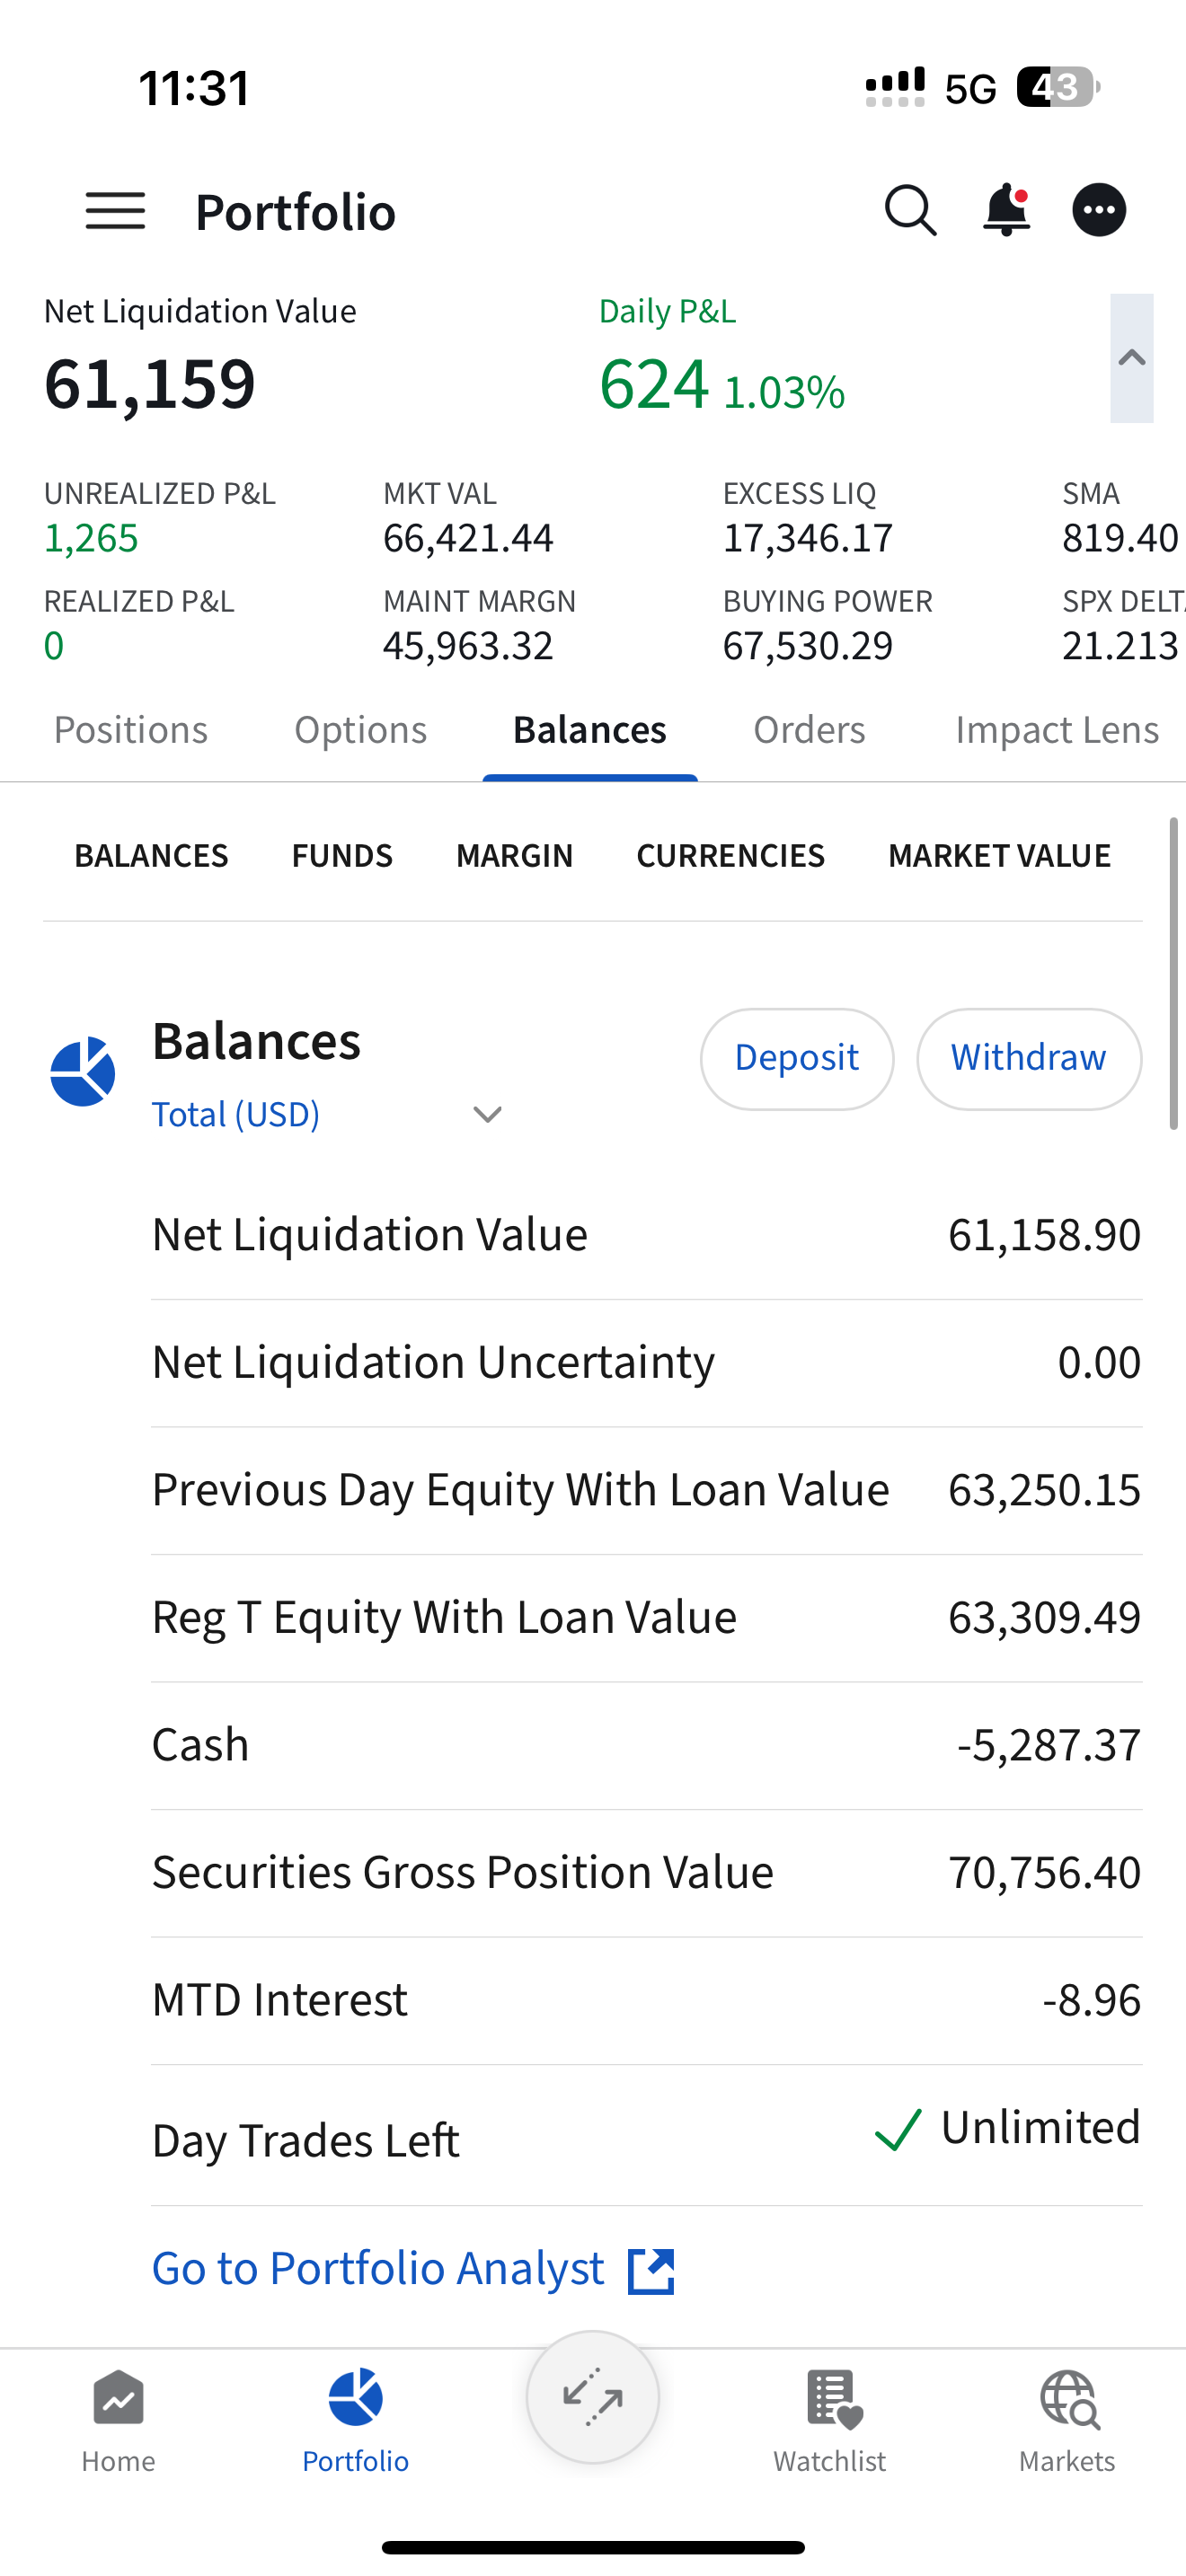 11:31 5G 43
Portfolio
Net Liquidation Value Daily P&L
61,159 624 1.03%
UNREALIZED P&L MKT VAL EXCESS LIQ SMA
1,265 66,421.44 17,346.17 819.40
REALIZED P&L MAINT MARGN BUYING POWER SPX DELT
0 45,963.32 67,530.29 21.213
Positions Options Balances Orders Impact Lens
BALANCES FUNDS MARGIN CURRENCIES MARKET VALUE
Balances Deposit Withdraw
Total (USD)
Net Liquidation Value 61,158.90
Net Liquidation Uncertainty 0.00
Previous Day Equity With Loan Value 63,250.15
Reg T Equity With Loan Value 63,309.49
Cash -5,287.37
Securities Gross Position Value 70,756.40
MTD Interest -8.96
Day Trades Left Unlimited
Go to Portfolio Analyst
Home Portfolio Watchlist Markets